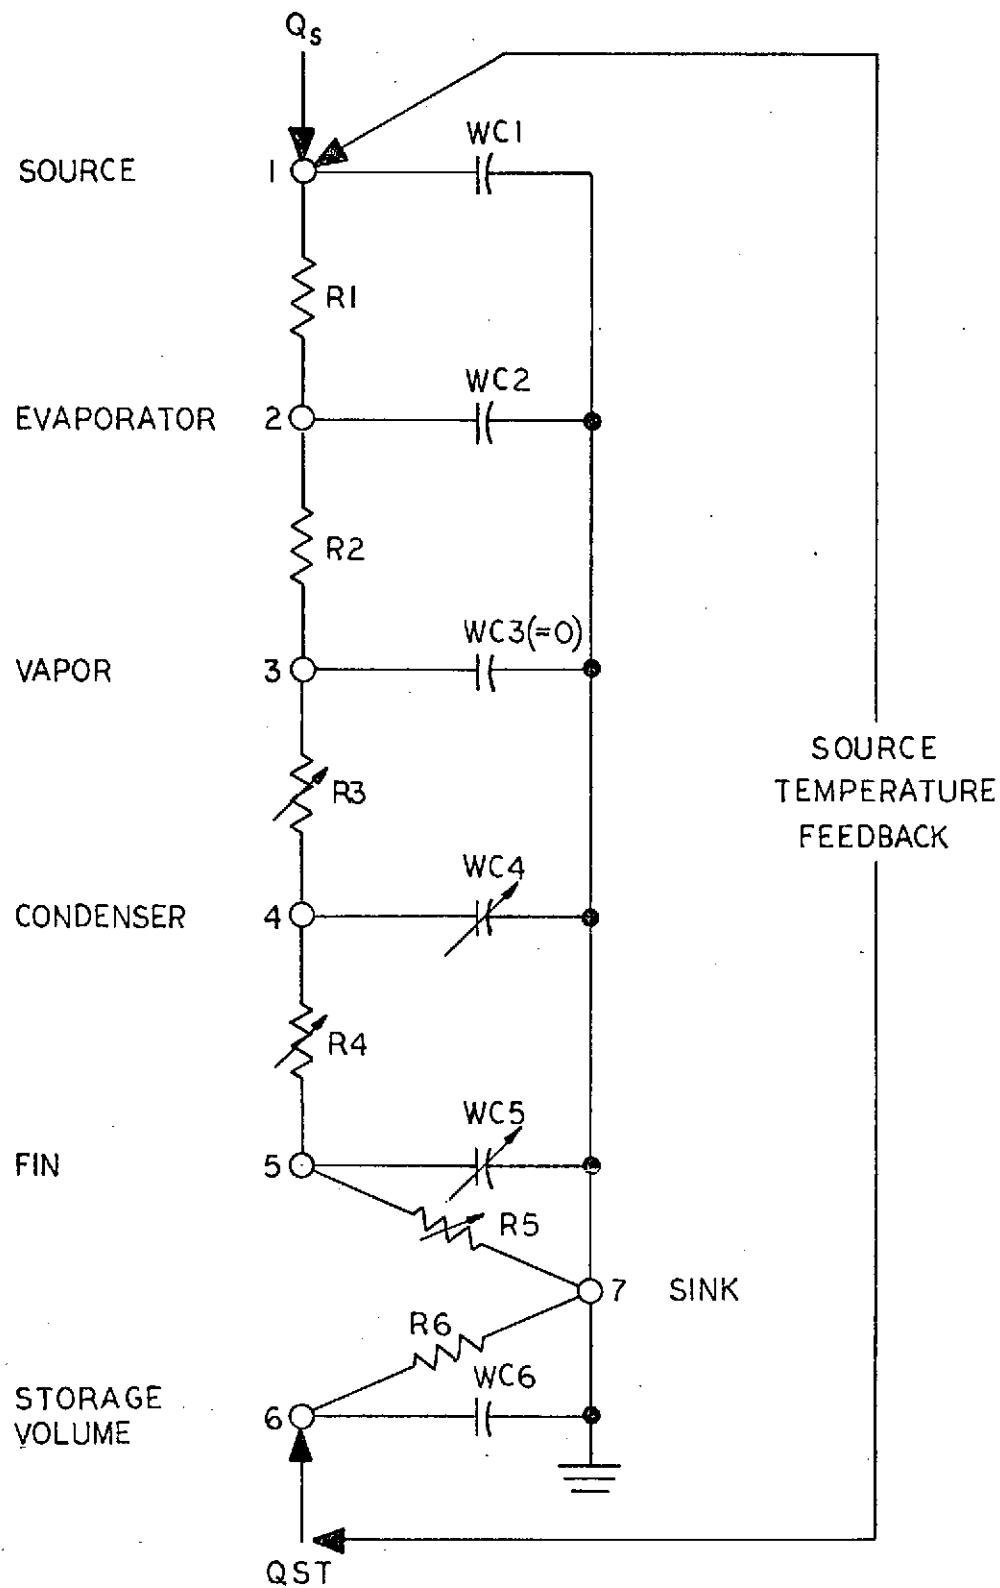 Qs
WC1
SOURCE 1
R1
WC2
EVAPORATOR 2
R2
WC3(=0)
VAPOR 3
SOURCE
TEMPERATURE
FEEDBACK
R3
WC4
CONDENSER 4
R4
WC5
FIN 5
R5
7 SINK
R6
WC6
STORAGE
VOLUME 6
QST